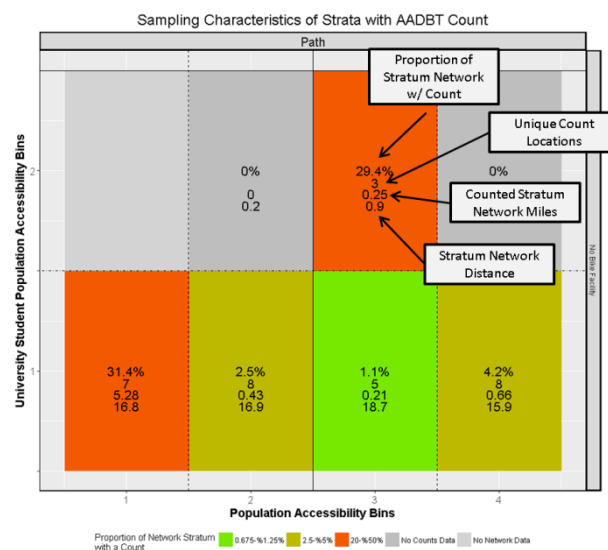 Sampling Characteristics of Strata with AADBT Count
Path
Proportion of
Stratum Network
w/ Count
Unique Count
Locations
Counted Stratum
Network Miles
Stratum Network
Distance
University Student Population Accessibility Bins
2
0%
0
0.2
29.4%
3
0.25
0.9
0%
No Bike Facility
1
31.4%
7
5.28
16.8
2.5%
8
0.43
16.9
1.1%
5
0.21
18.7
4.2%
8
0.66
15.9
1
2
3
4
Population Accessibility Bins
Proportion of Network Stratum
with a Count
0.675-%1.25%
2.5-%5%
20-%50%
No Counts Data
No Network Data